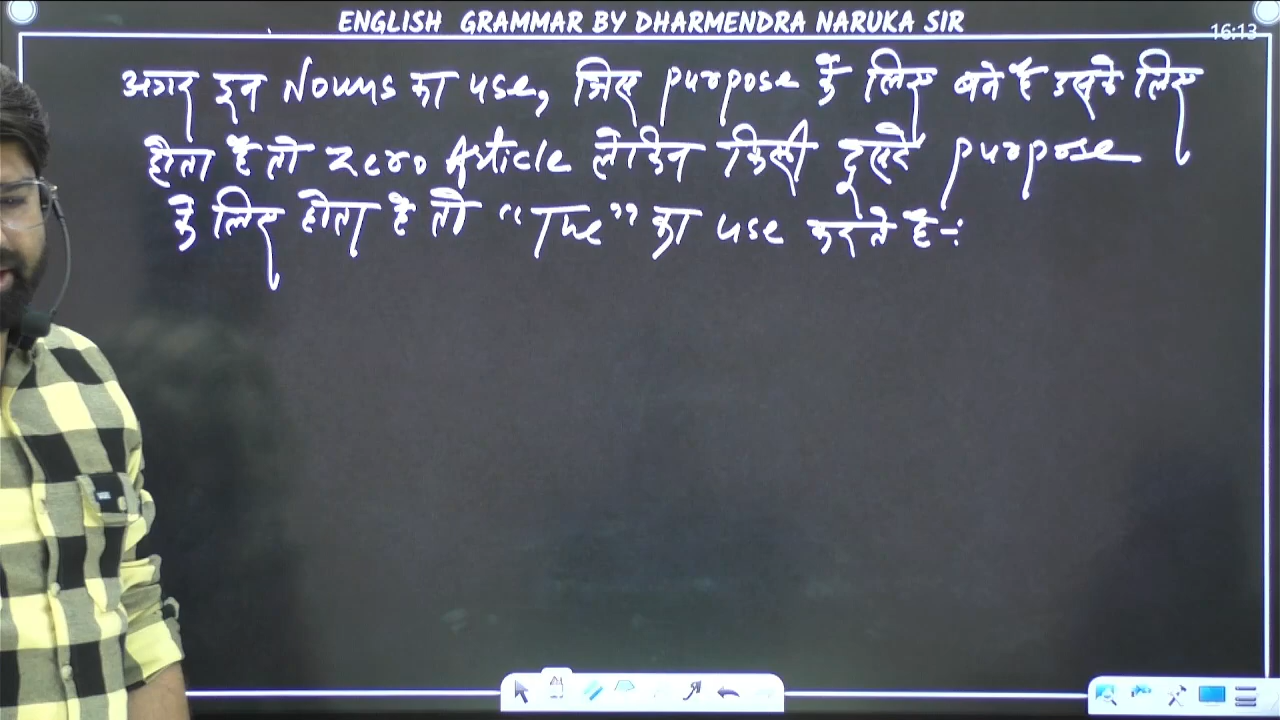 ENGLISH GRAMMAR BY DHARMENDRA NARUKA SIR
16:13
अगर इन Nouns का use, जिस purpose के लिए बने हैं उसके लिए
होता है तो zero Article लेकिन किसी दूसरे purpose
के लिए होता है तो "The" का use करते है -: